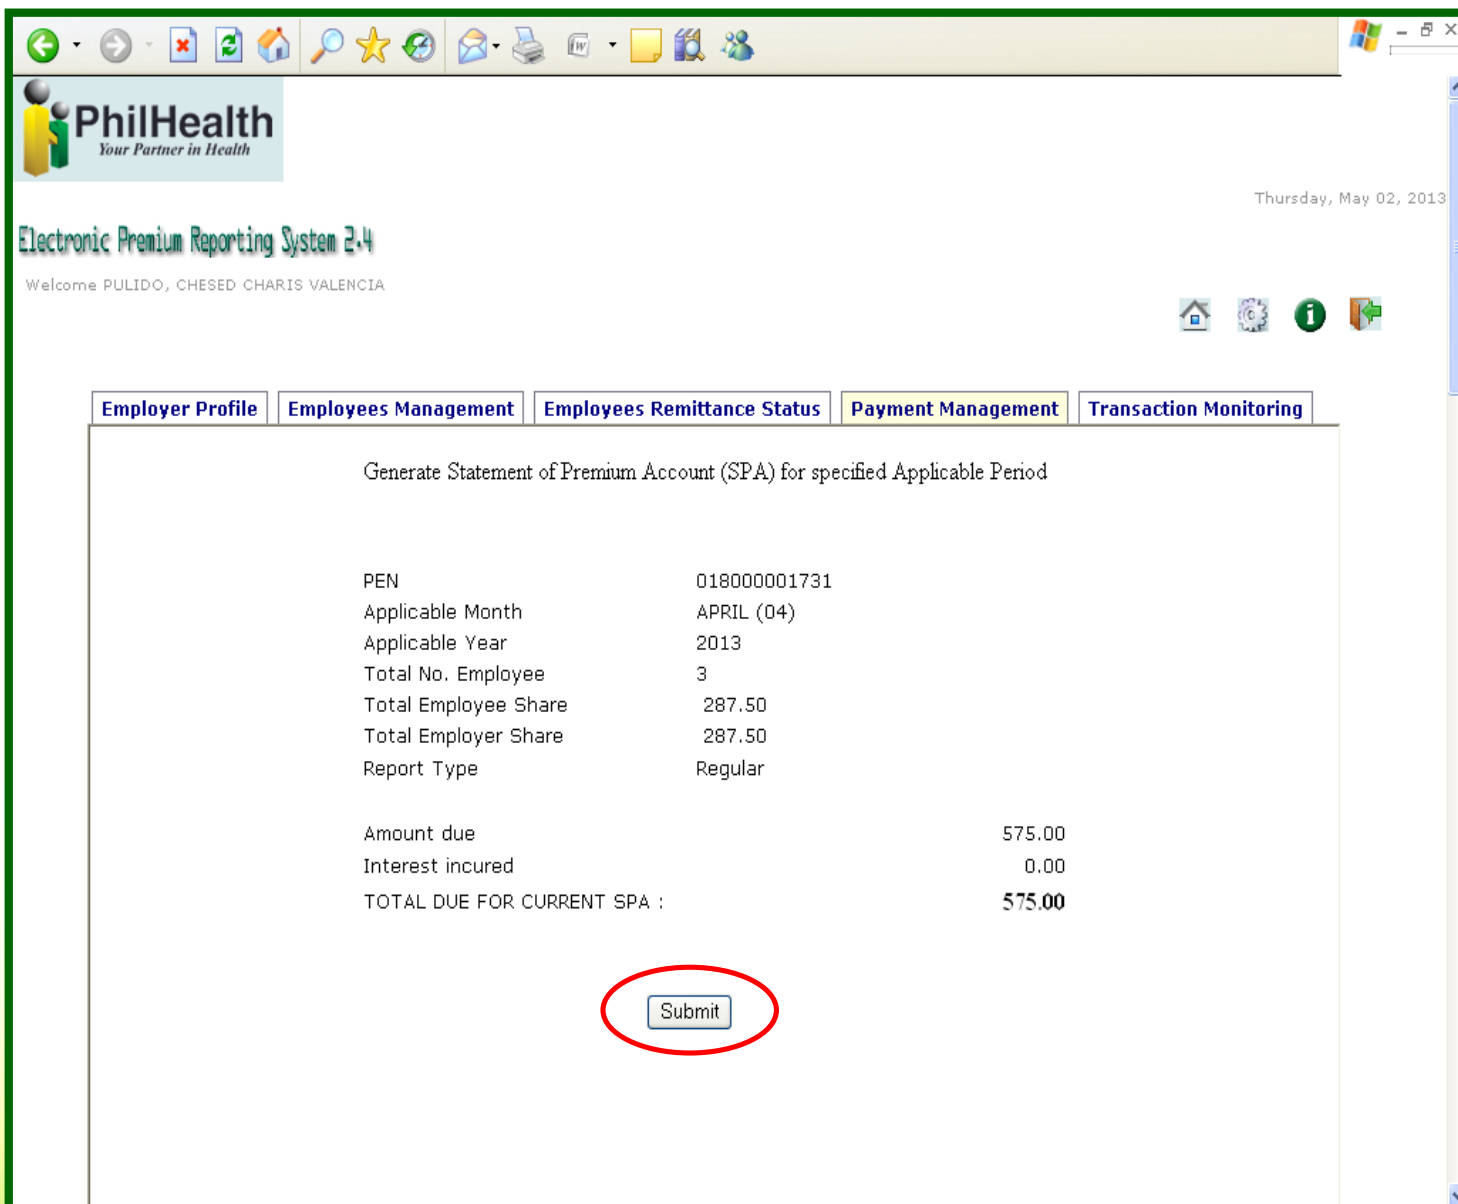 PhilHealth
Your Partner in Health
Thursday, May 02, 2013
Electronic Premium Reporting System 2.4
Welcome PULIDO, CHESED CHARIS VALENCIA
Employer Profile Employees Management Employees Remittance Status Payment Management Transaction Monitoring
Generate Statement of Premium Account (SPA) for specified Applicable Period
PEN 018000001731
Applicable Month APRIL (04)
Applicable Year 2013
Total No. Employee 3
Total Employee Share 287.50
Total Employer Share 287.50
Report Type Regular
Amount due 575.00
Interest incured 0.00
TOTAL DUE FOR CURRENT SPA : 575.00
Submit